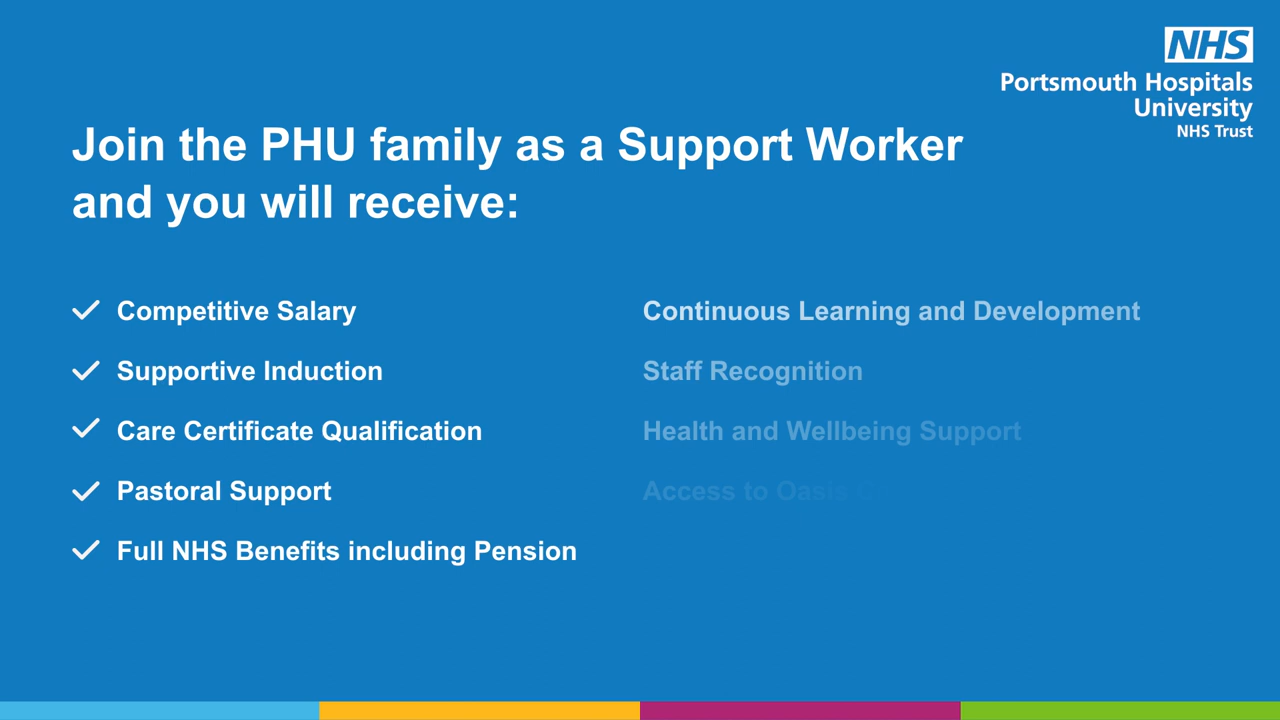 NHS
Portsmouth Hospitals
University
NHS Trust
Join the PHU family as a Support Worker
and you will receive:
Competitive Salary
Supportive Induction
Care Certificate Qualification
Pastoral Support
Full NHS Benefits including Pension
Continuous Learning and Development
Staff Recognition
Health and Wellbeing Support
Access to Oasis